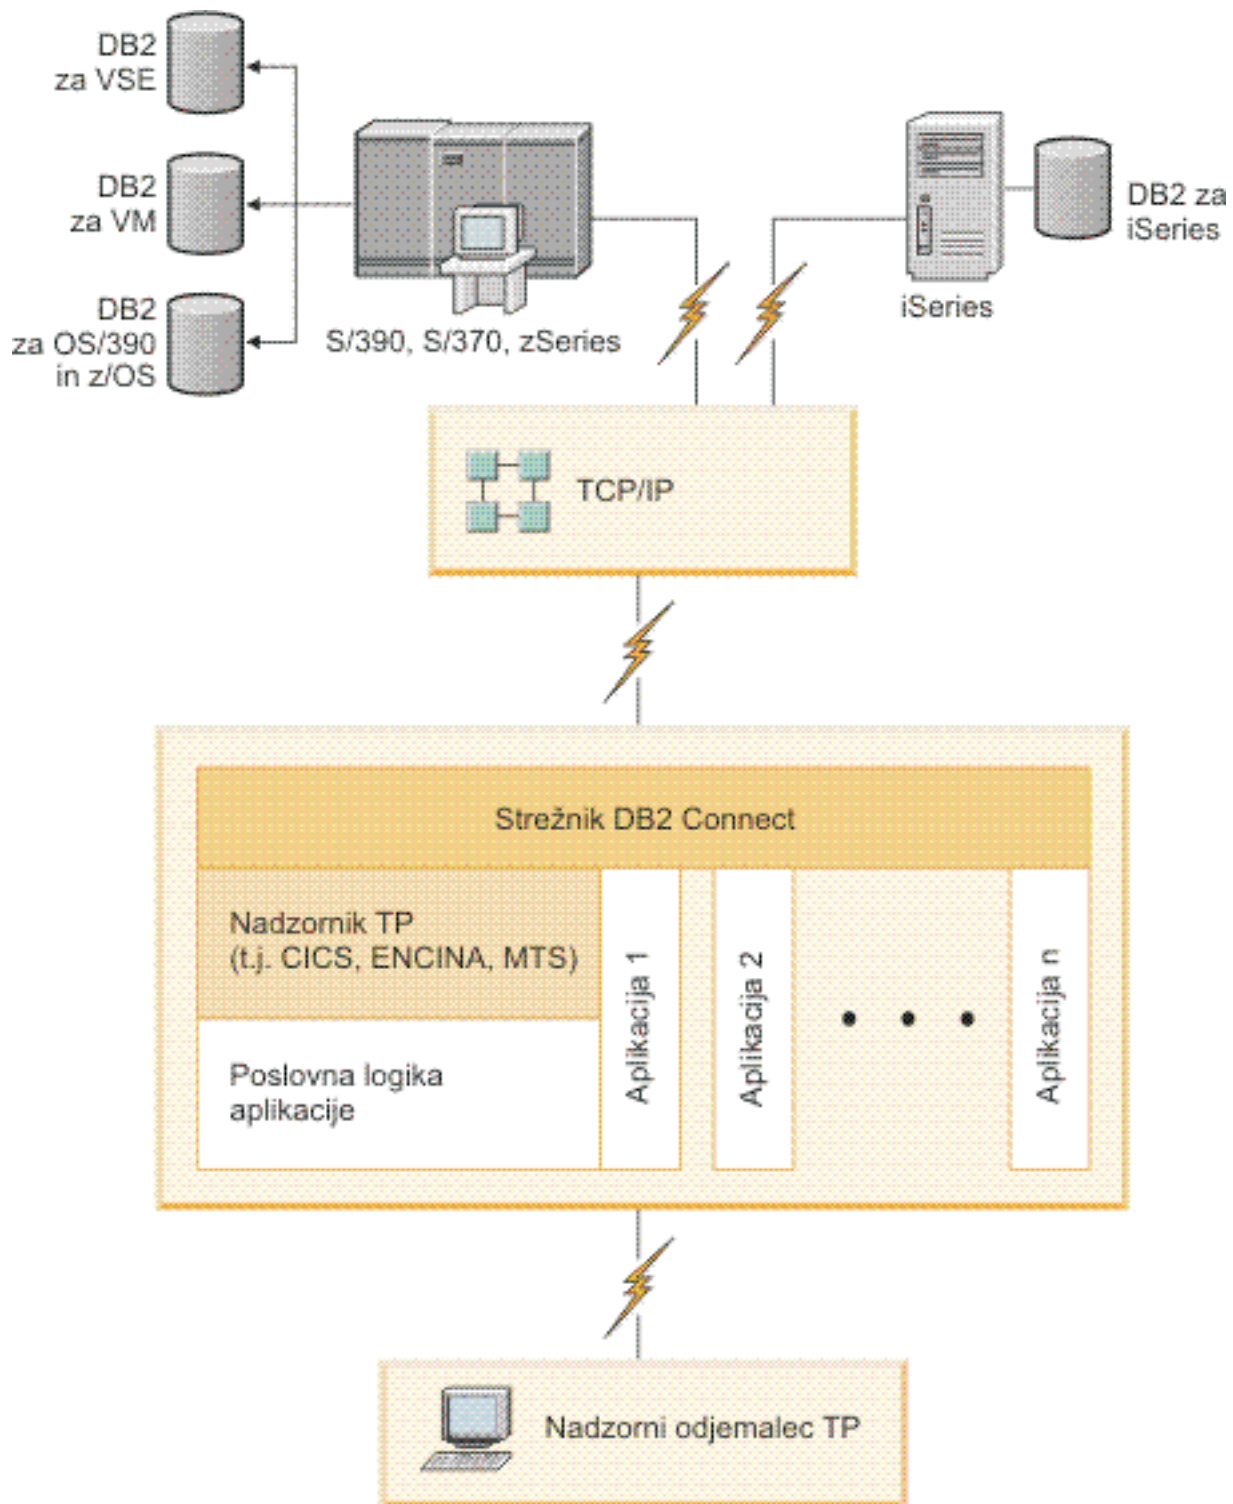 DB2
za VSE
DB2
za VM
DB2
za OS/390
in z/OS
S/390, S/370, zSeries
iSeries
DB2 za
iSeries
TCP/IP
Strežnik DB2 Connect
Nadzornik TP
(t.j. CICS, ENCINA, MTS)
Poslovna logika
aplikacije
Aplikacija 1
Aplikacija 2
Aplikacija n
Nadzorni odjemalec TP